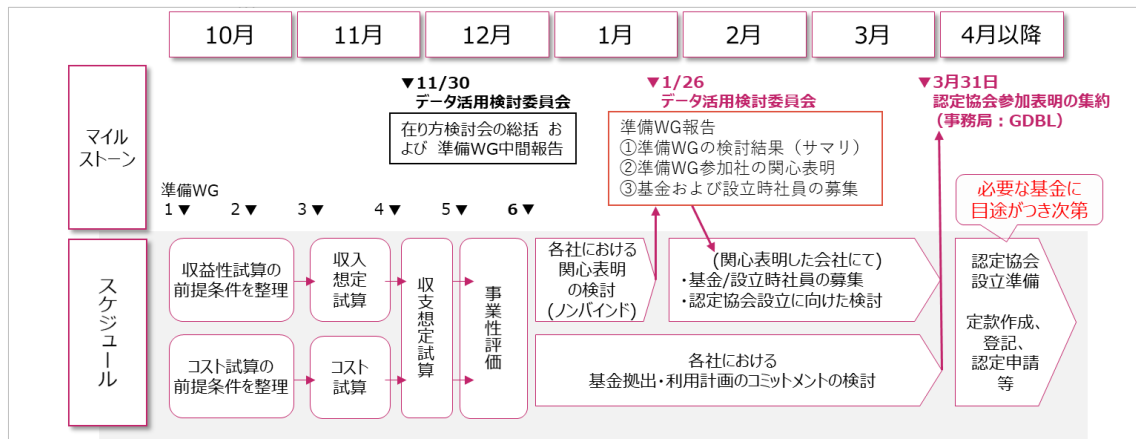 10月
11月
12月
1月
2月
3月
4月以降
マイル
ストーン
▼11/30
データ活用検討委員会
在り方検討会の総括 お
よび 準備WG中間報告
▼1/26
データ活用検討委員会
準備WG報告
①準備WGの検討結果（サマリ）
②準備WG参加社の関心表明
③基金および設立時社員の募集
▼3月31日
認定協会参加表明の集約
（事務局：GDBL）
必要な基金に
目途がつき次第
準備WG
1▼ 2▼ 3▼ 4▼ 5▼ 6▼
スケジュール
収益性試算の
前提条件を整理
収入
想定
試算
コスト試算の
前提条件を整理
コスト
試算
収支想定試算
事業性評価
各社における
関心表明
の検討
(ノンバインド)
(関心表明した会社にて)
・基金/設立時社員の募集
・認定協会設立に向けた検討
各社における
基金拠出・利用計画のコミットメントの検討
認定協会
設立準備
定款作成、
登記、
認定申請
等